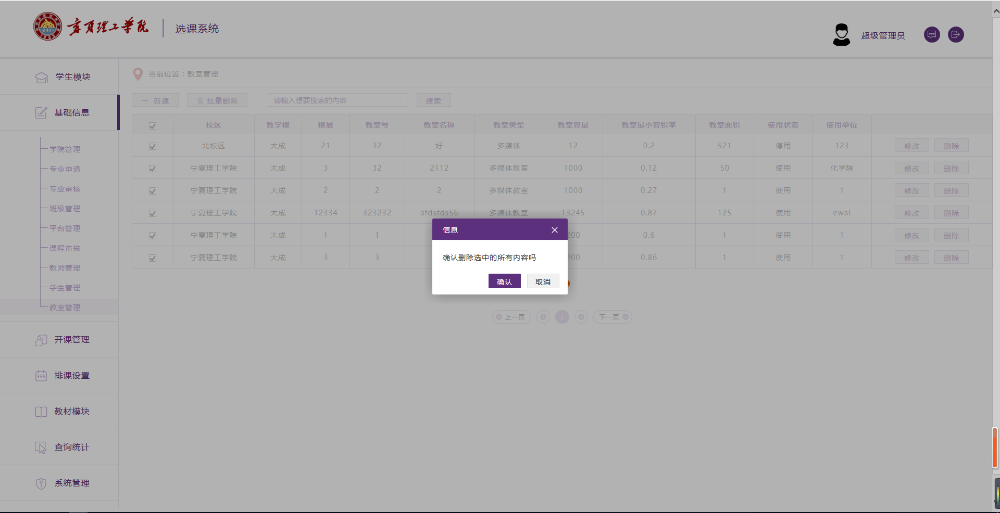 宁夏理工学院 选课系统 超级管理员
学生模块
基础信息
学院管理
专业申请
专业审核
班级管理
平台管理
课程审核
教师管理
学生管理
教室管理
开课管理
排课设置
教材模块
查询统计
系统管理
当前位置：教室管理
新建 批量删除 请输入想要搜索的内容 搜索
校区 教学楼 楼层 教室号 教室名称 教室类型 教室容量 教室最小容积率 教室面积 使用状态 使用单位
北校区 大成 21 32 好 多媒体 12 0.2 521 停用 123 修改 删除
宁夏理工学院 大成 3 32 2112 多媒体教室 1000 0.12 50 使用 化学院 修改 删除
宁夏理工学院 大成 2 2 2 多媒体教室 1000 0.27 1 使用 1 修改 删除
宁夏理工学院 大成 12334 323232 afdsfds56 多媒体教室 13245 0.87 125 使用 ewai 修改 删除
宁夏理工学院 大成 1 1 200 0.6 1 使用 1 修改 删除
宁夏理工学院 大成 3 3 200 0.86 1 使用 1 修改 删除
信息
确认删除选中的所有内容吗
确认 取消
上一页 1 下一页